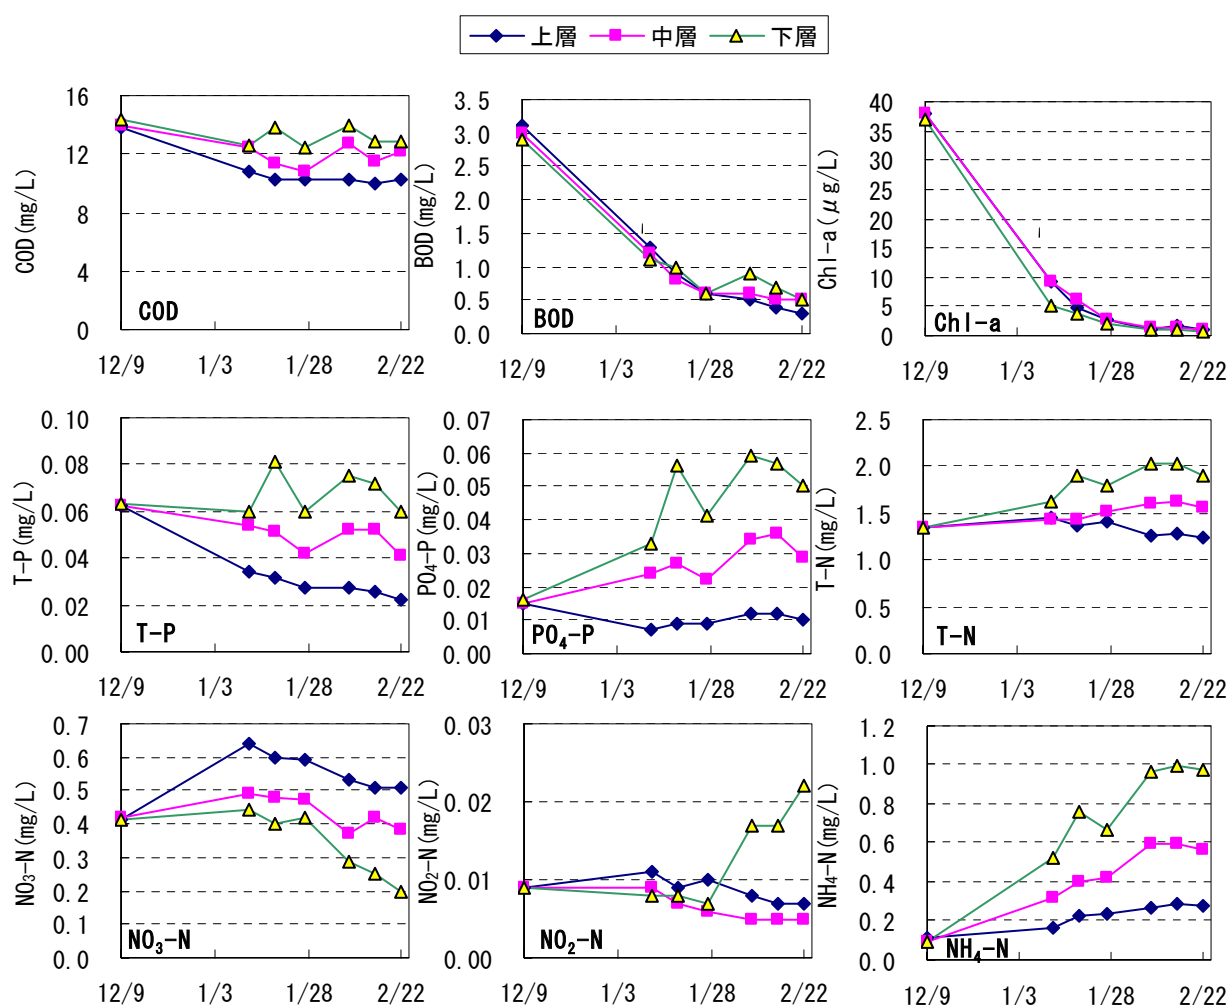 上層 中層 下層
16
12
8
4
0
COD(mg/L)
COD
12/9 1/3 1/28 2/22
3.5
3.0
2.5
2.0
1.5
1.0
0.5
0.0
BOD(mg/L)
BOD
12/9 1/3 1/28 2/22
40
35
30
25
20
15
10
5
0
Chl-a(μg/L)
Chl-a
12/9 1/3 1/28 2/22
0.10
0.08
0.06
0.04
0.02
0.00
T-P(mg/L)
T-P
12/9 1/3 1/28 2/22
0.07
0.06
0.05
0.04
0.03
0.02
0.01
0.00
PO₄-P(mg/L)
PO₄-P
12/9 1/3 1/28 2/22
2.5
2.0
1.5
1.0
0.5
0.0
T-N(mg/L)
T-N
12/9 1/3 1/28 2/22
0.7
0.6
0.5
0.4
0.3
0.2
0.1
0.0
NO₃-N(mg/L)
NO₃-N
12/9 1/3 1/28 2/22
0.03
0.02
0.01
0.00
NO₂-N(mg/L)
NO₂-N
12/9 1/3 1/28 2/22
1.2
1.0
0.8
0.6
0.4
0.2
0.0
NH₄-N(mg/L)
NH₄-N
12/9 1/3 1/28 2/22